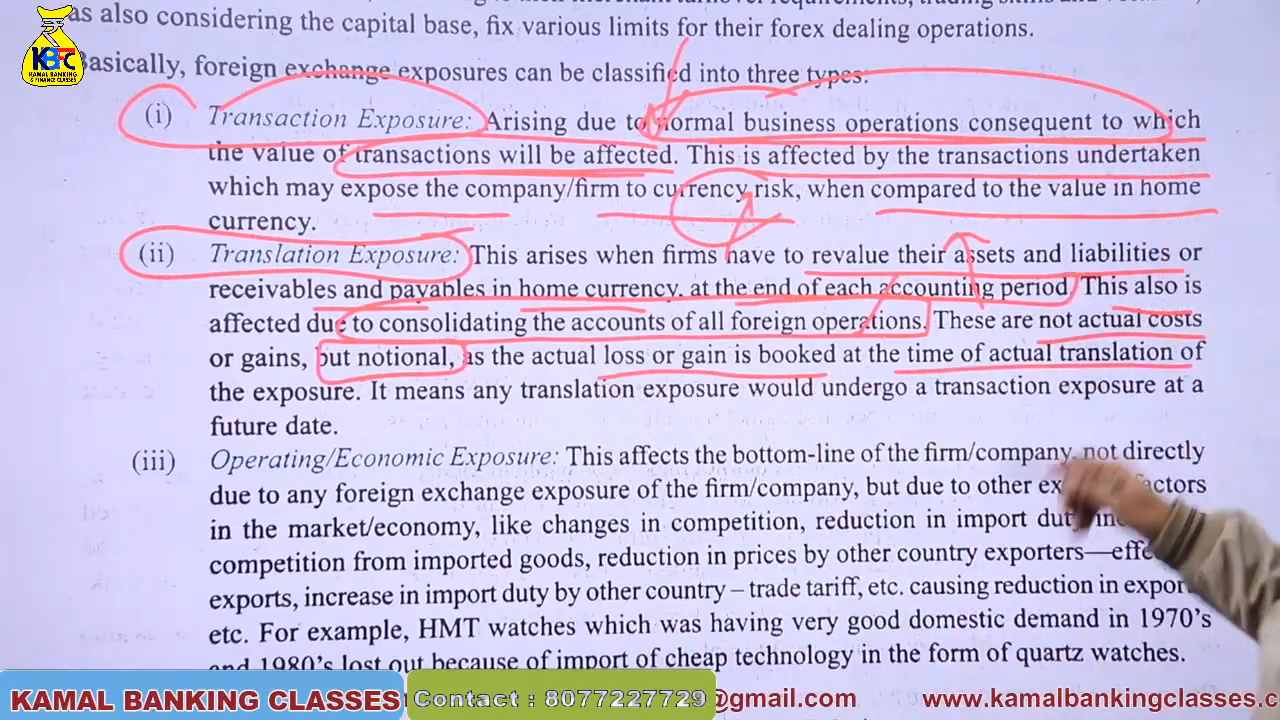 as also considering the capital base, fix various limits for their forex dealing operations.
Basically, foreign exchange exposures can be classified into three types:
(i) Transaction Exposure: Arising due to normal business operations consequent to which
the value of transactions will be affected. This is affected by the transactions undertaken
which may expose the company/firm to currency risk, when compared to the value in home
currency.
(ii) Translation Exposure: This arises when firms have to revalue their assets and liabilities or
receivables and payables in home currency, at the end of each accounting period. This also is
affected due to consolidating the accounts of all foreign operations. These are not actual costs
or gains, but notional, as the actual loss or gain is booked at the time of actual translation of
the exposure. It means any translation exposure would undergo a transaction exposure at a
future date.
(iii) Operating/Economic Exposure: This affects the bottom-line of the firm/company, not directly
due to any foreign exchange exposure of the firm/company, but due to other ex actors
in the market/economy, like changes in competition, reduction in import duty
competition from imported goods, reduction in prices by other country exporters—effe
exports, increase in import duty by other country – trade tariff, etc. causing reduction in expor
etc. For example, HMT watches which was having very good domestic demand in 1970's
and 1980's lost out because of import of cheap technology in the form of quartz watches.
KBFC
KAMAL BANKING
& FINANCE CLASSES
KAMAL BANKING CLASSES Contact : 8077227729 @gmail.com www.kamalbankingclasses.c